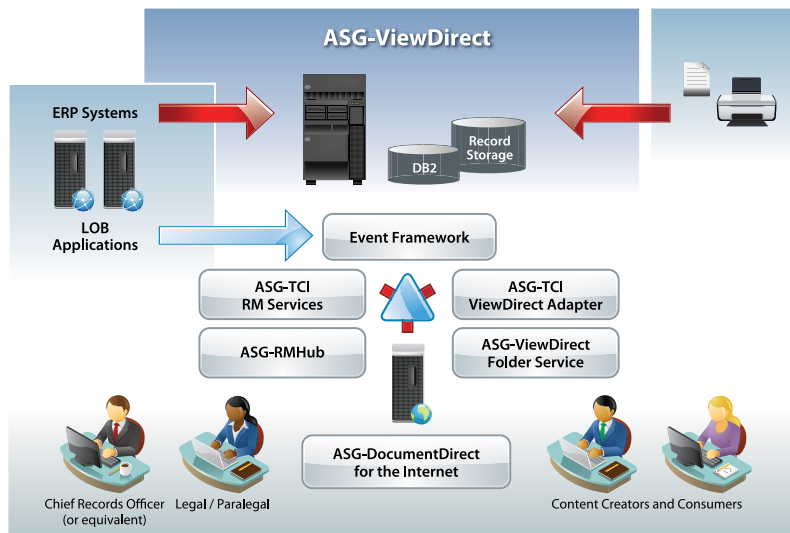 ASG-ViewDirect
ERP Systems
Record
Storage
DB2
LOB
Applications
Event Framework
ASG-TCI
RM Services
ASG-TCI
ViewDirect Adapter
ASG-RMHub
ASG-ViewDirect
Folder Service
ASG-DocumentDirect
for the Internet
Chief Records Officer
(or equivalent)
Legal / Paralegal
Content Creators and Consumers